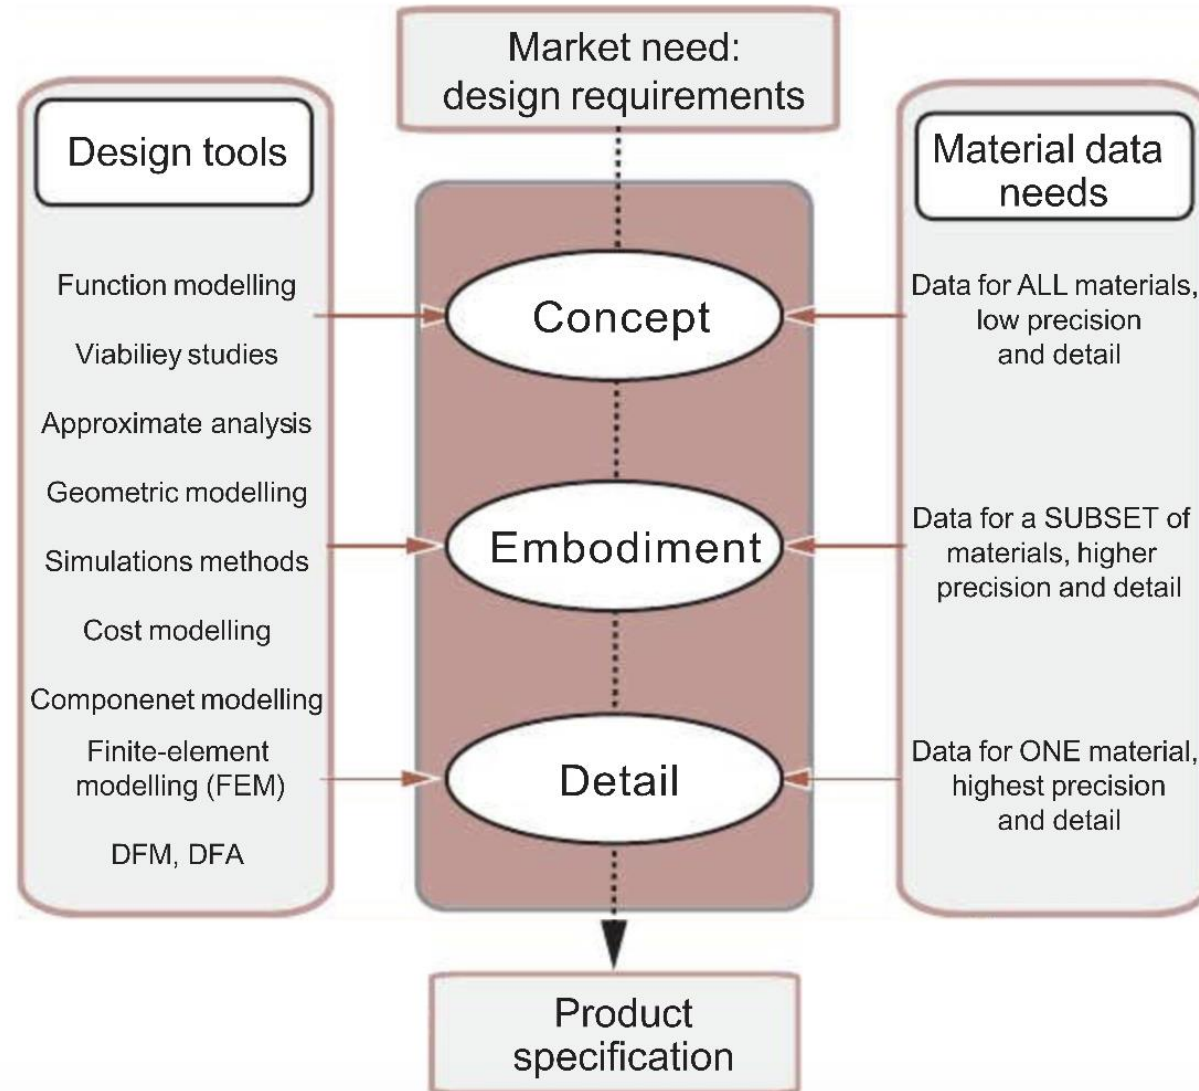 Market need:
design requirements
Design tools
Function modelling
Viabiliey studies
Approximate analysis
Geometric modelling
Simulations methods
Cost modelling
Componenet modelling
Finite-element
modelling (FEM)
DFM, DFA
Concept
Embodiment
Detail
Material data
needs
Data for ALL materials,
low precision
and detail
Data for a SUBSET of
materials, higher
precision and detail
Data for ONE material,
highest precision
and detail
Product
specification